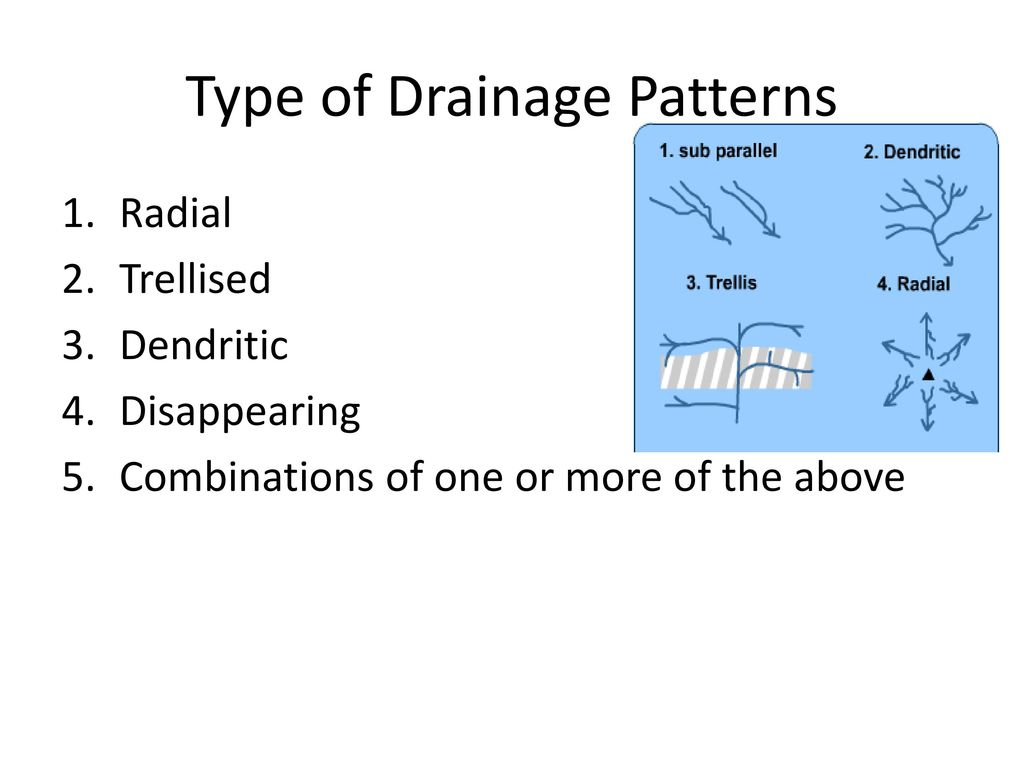 Type of Drainage Patterns
1. Radial
2. Trellised
3. Dendritic
4. Disappearing
5. Combinations of one or more of the above
1. sub parallel
2. Dendritic
3. Trellis
4. Radial